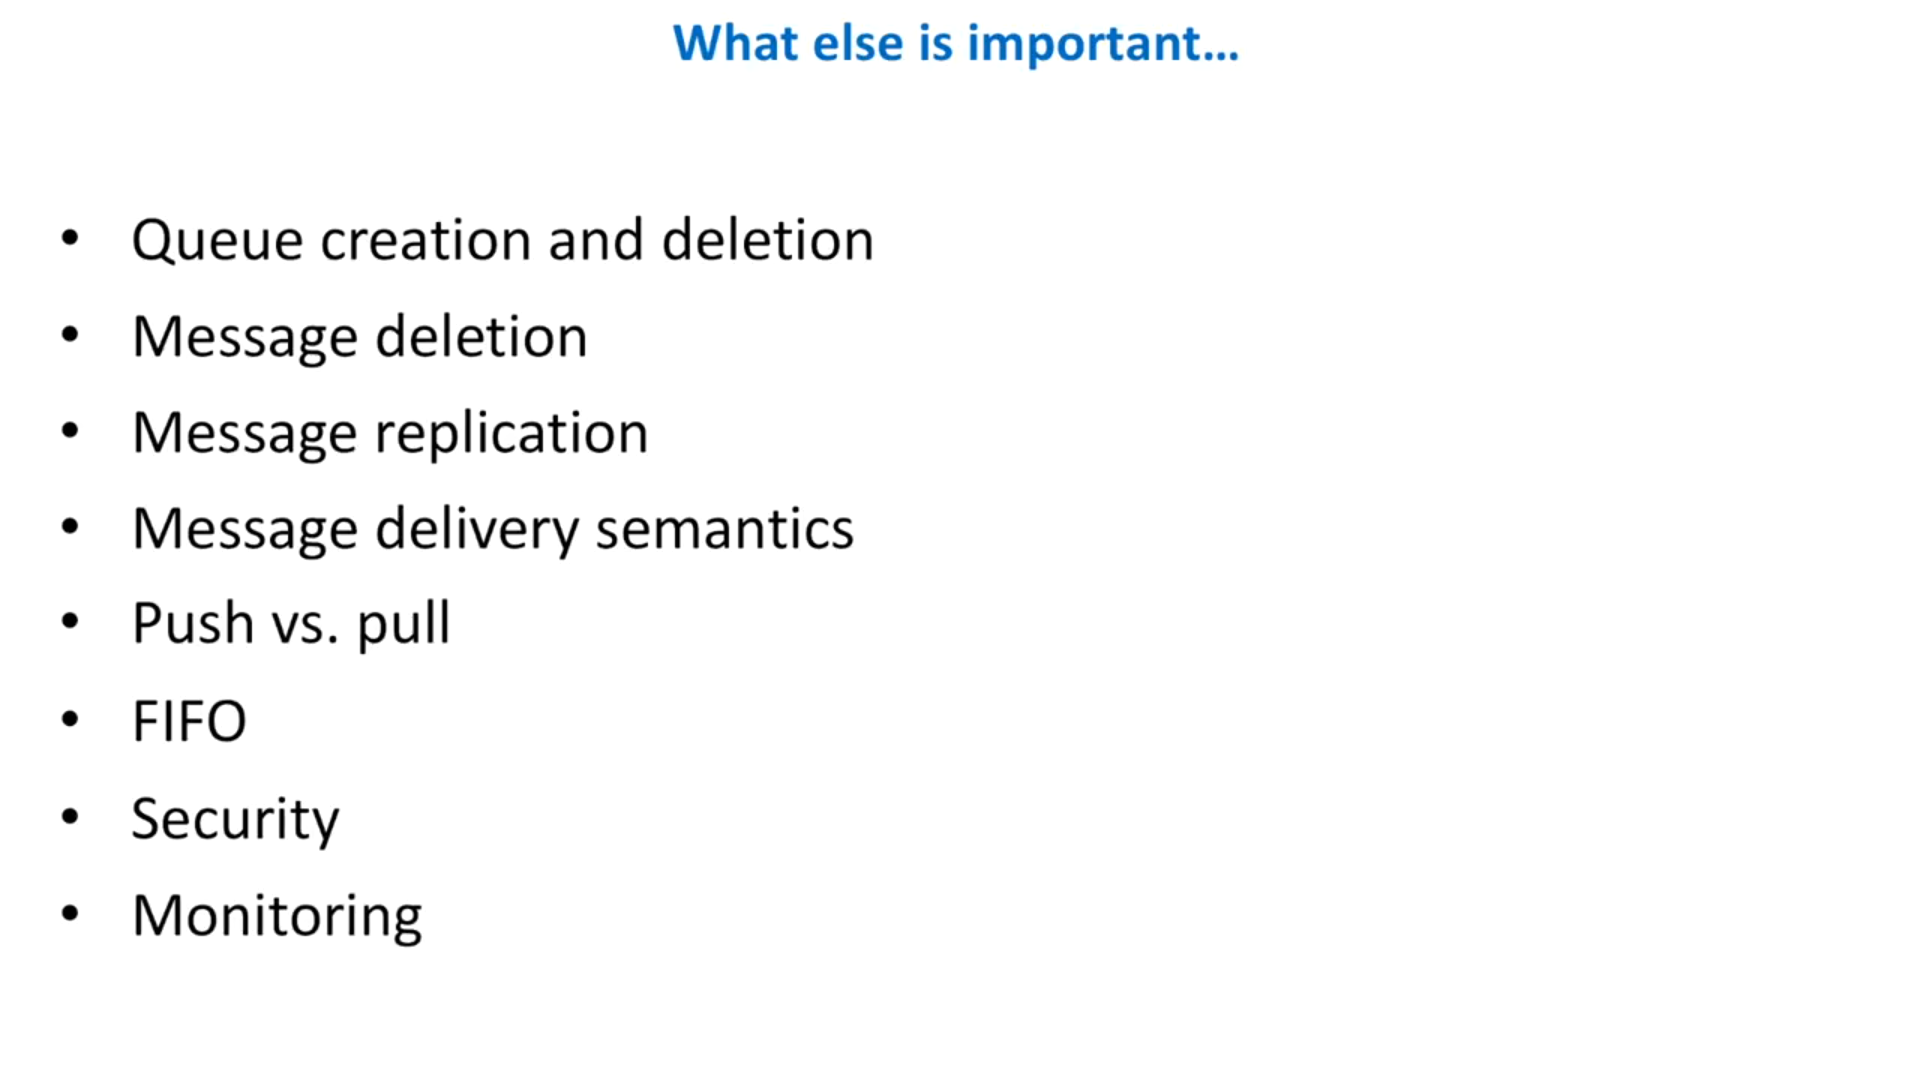 What else is important…
• Queue creation and deletion
• Message deletion
• Message replication
• Message delivery semantics
• Push vs. pull
• FIFO
• Security
• Monitoring